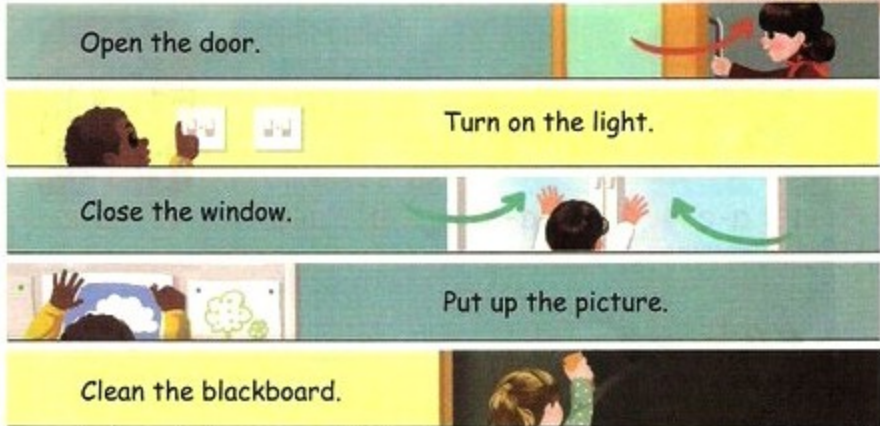 Open the door.
Turn on the light.
Close the window.
Put up the picture.
Clean the blackboard.